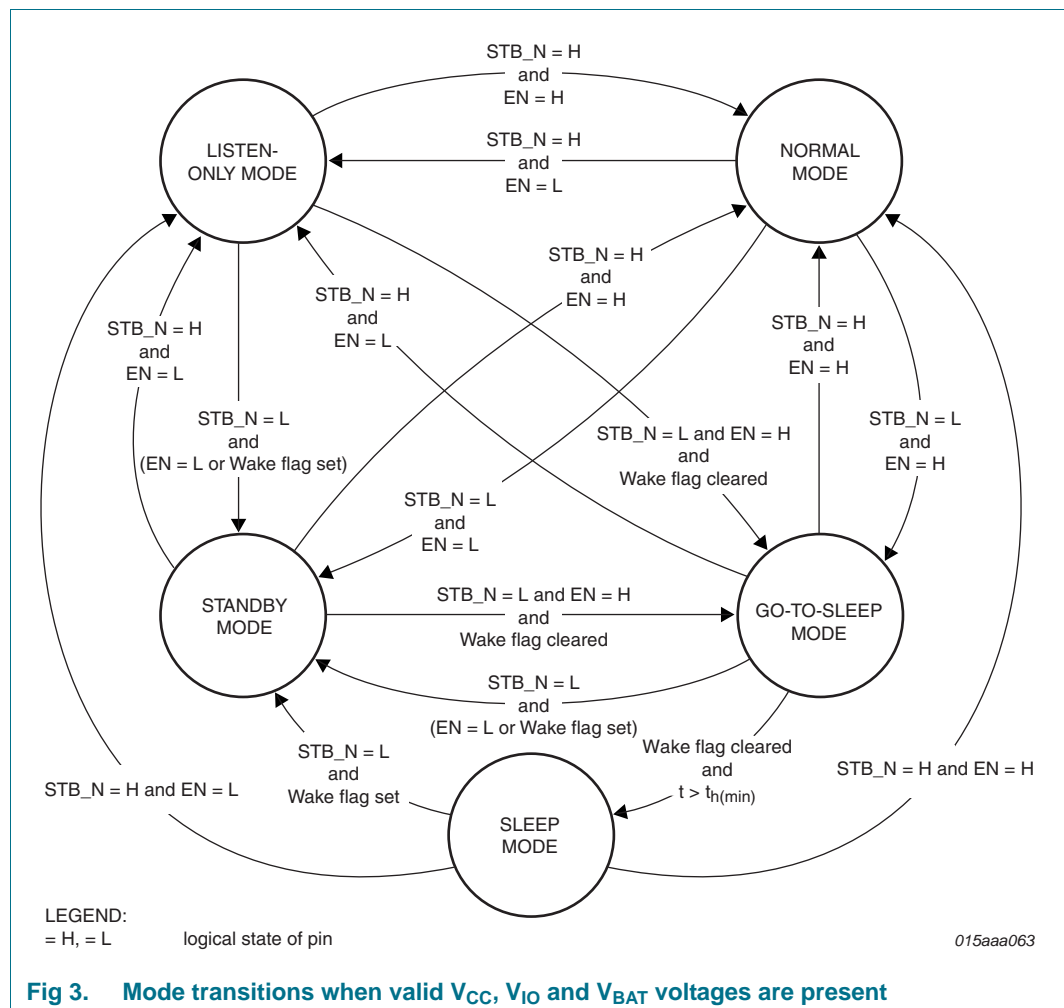 STB_N = H
and
EN = H
LISTEN-
ONLY MODE
STB_N = H
and
EN = L
NORMAL
MODE
STB_N = H
and
EN = L
STB_N = H
and
EN = L
STB_N = H
and
EN = H
STB_N = H
and
EN = H
STB_N = L
and
(EN = L or Wake flag set)
STB_N = L and EN = H
and
Wake flag cleared
STB_N = L
and
EN = H
STB_N = L
and
EN = L
STANDBY
MODE
STB_N = L and EN = H
and
Wake flag cleared
GO-TO-SLEEP
MODE
STB_N = L
and
(EN = L or Wake flag set)
STB_N = L
and
Wake flag set
Wake flag cleared
and
t > th(min)
STB_N = H and EN = L
STB_N = H and EN = H
SLEEP
MODE
LEGEND:
= H, = L logical state of pin
015aaa063
Fig 3. Mode transitions when valid VCC, VIO and VBAT voltages are present